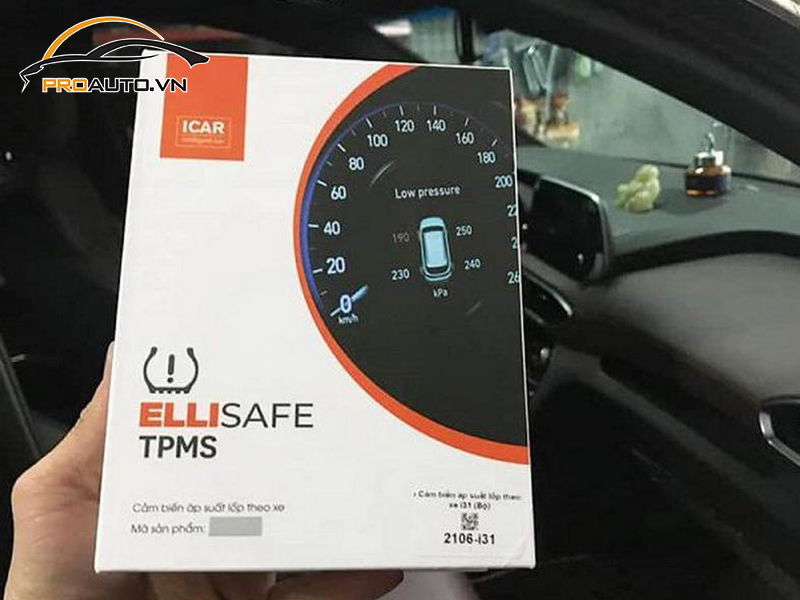 PROAUTO.VN
ICAR
Low pressure
0
20
40
60
80
100
120
140
160
180
200
190
250
230
240
kPa
km/h
ELLISAFE
TPMS
Cảm biến áp suất lốp theo xe
Mã sản phẩm:
Cảm biến áp suất lốp theo
xe i31 (Bộ)
2106-i31